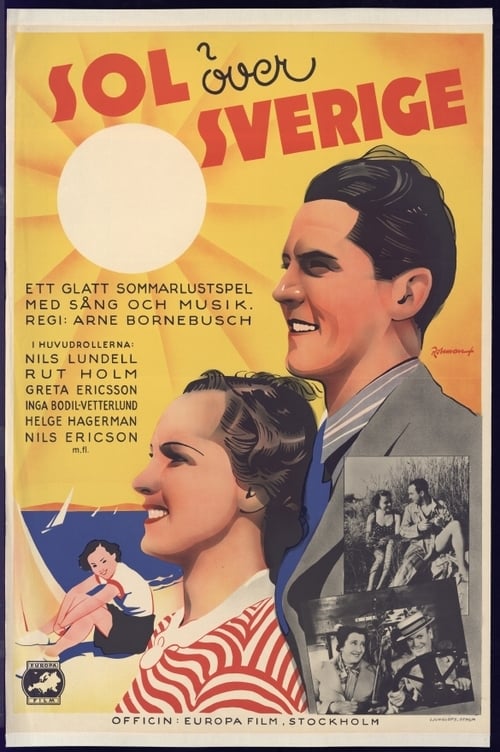 SOL över
SVERIGE
ETT GLATT SOMMARLUSTSPEL
MED SÅNG OCH MUSIK.
REGI: ARNE BORNEBUSCH
I HUVUDROLLERNA:
NILS LUNDELL
RUT HOLM
GRETA ERICSSON
INGA BODIL-VETTERLUND
HELGE HAGERMAN
NILS ERICSON
m.fl.
EUROPA
FILM
OFFICIN: EUROPA FILM, STOCKHOLM